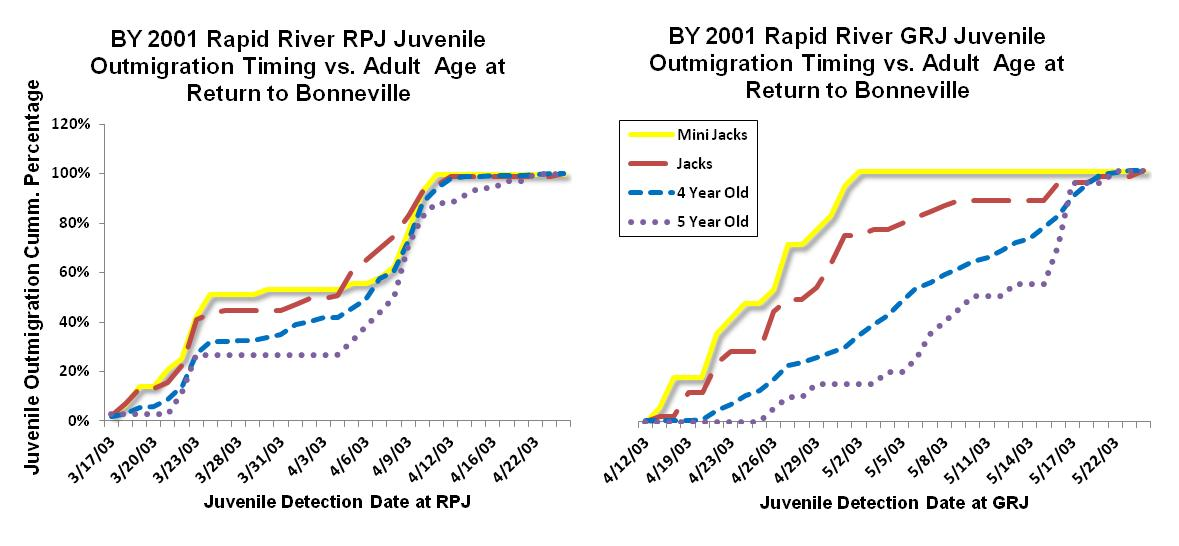 BY 2001 Rapid River RPJ Juvenile
Outmigration Timing vs. Adult Age at
Return to Bonneville
Juvenile Outmigration Cumm. Percentage
120%
100%
80%
60%
40%
20%
0%
3/17/03
3/20/03
3/23/03
3/28/03
3/31/03
4/3/03
4/6/03
4/9/03
4/12/03
4/16/03
4/22/03
Juvenile Detection Date at RPJ
BY 2001 Rapid River GRJ Juvenile
Outmigration Timing vs. Adult Age at
Return to Bonneville
Mini Jacks
Jacks
4 Year Old
5 Year Old
4/12/03
4/19/03
4/23/03
4/26/03
4/29/03
5/2/03
5/5/03
5/8/03
5/11/03
5/14/03
5/17/03
5/22/03
Juvenile Detection Date at GRJ